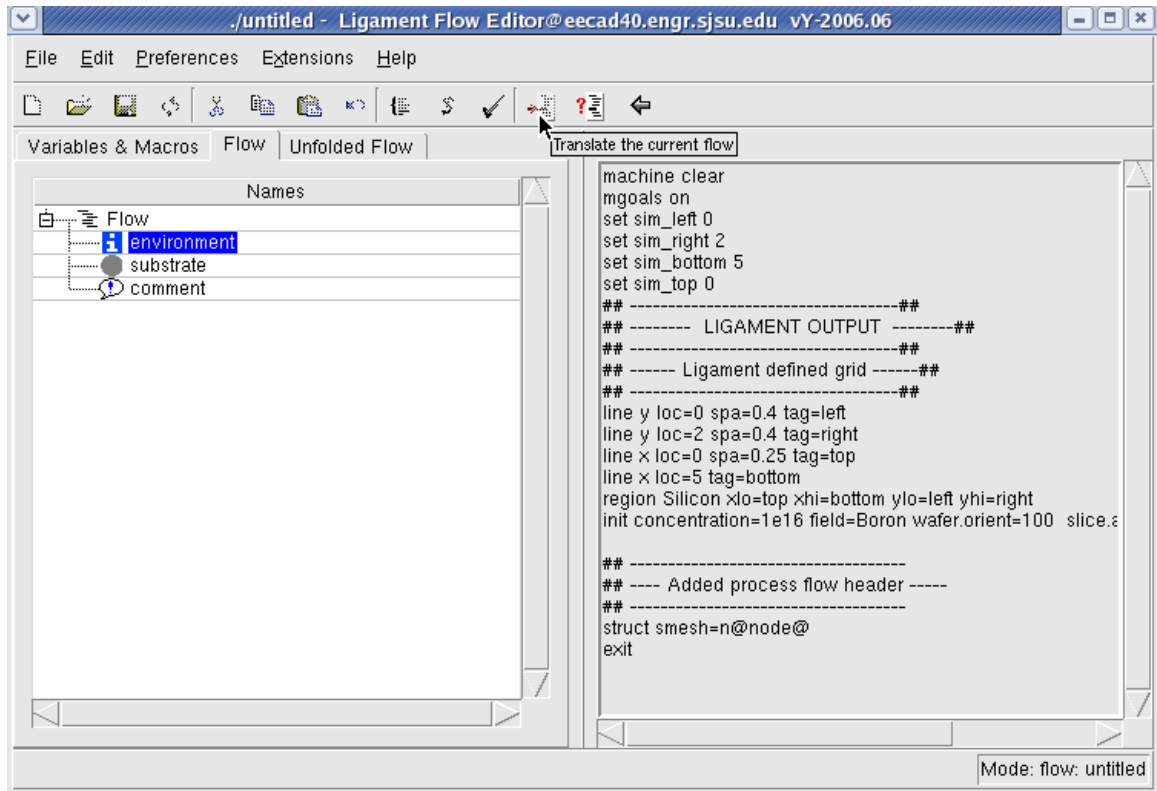 ./untitled - Ligament Flow Editor@eecad40.engr.sjsu.edu vY-2006.06
File Edit Preferences Extensions Help
Translate the current flow
Variables & Macros Flow Unfolded Flow
Names
Flow
environment
substrate
comment
machine clear
mgoals on
set sim_left 0
set sim_right 2
set sim_bottom 5
set sim_top 0
## ----------------------------------##
## -------- LIGAMENT OUTPUT --------##
## ----------------------------------##
## ------ Ligament defined grid ------##
## ----------------------------------##
line y loc=0 spa=0.4 tag=left
line y loc=2 spa=0.4 tag=right
line x loc=0 spa=0.25 tag=top
line x loc=5 tag=bottom
region Silicon xlo=top xhi=bottom ylo=left yhi=right
init concentration=1e16 field=Boron wafer.orient=100 slice.a
## -----------------------------------
## ---- Added process flow header -----
## -----------------------------------
struct smesh=n@node@
exit
Mode: flow: untitled